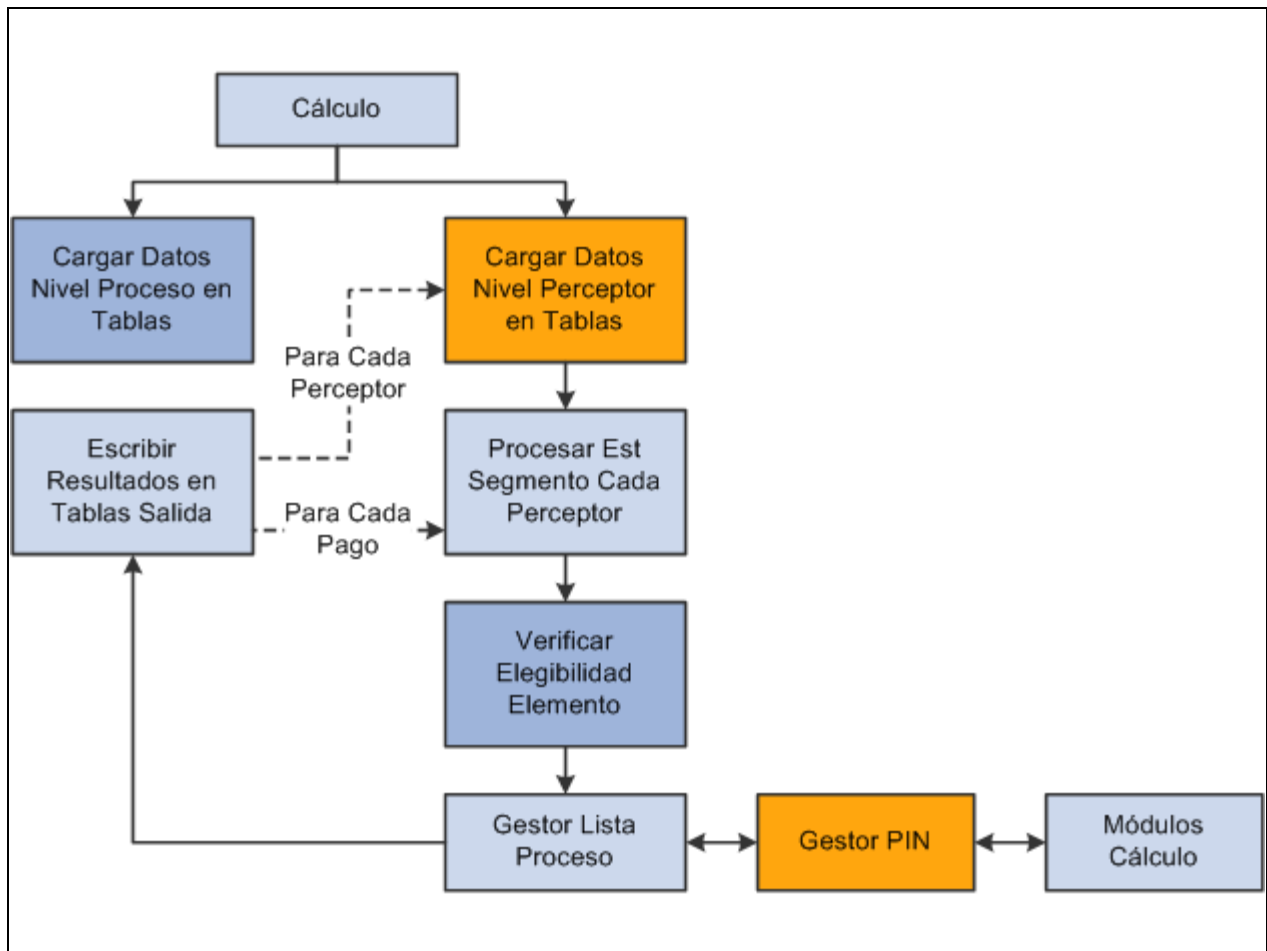 Cálculo
Cargar Datos
Nivel Proceso en
Tablas
Cargar Datos
Nivel Perceptor
en Tablas
Para Cada
Perceptor
Escribir
Resultados en
Tablas Salida
Para Cada
Pago
Procesar Est
Segmento Cada
Perceptor
Verificar
Elegibilidad
Elemento
Gestor Lista
Proceso
Gestor PIN
Módulos
Cálculo